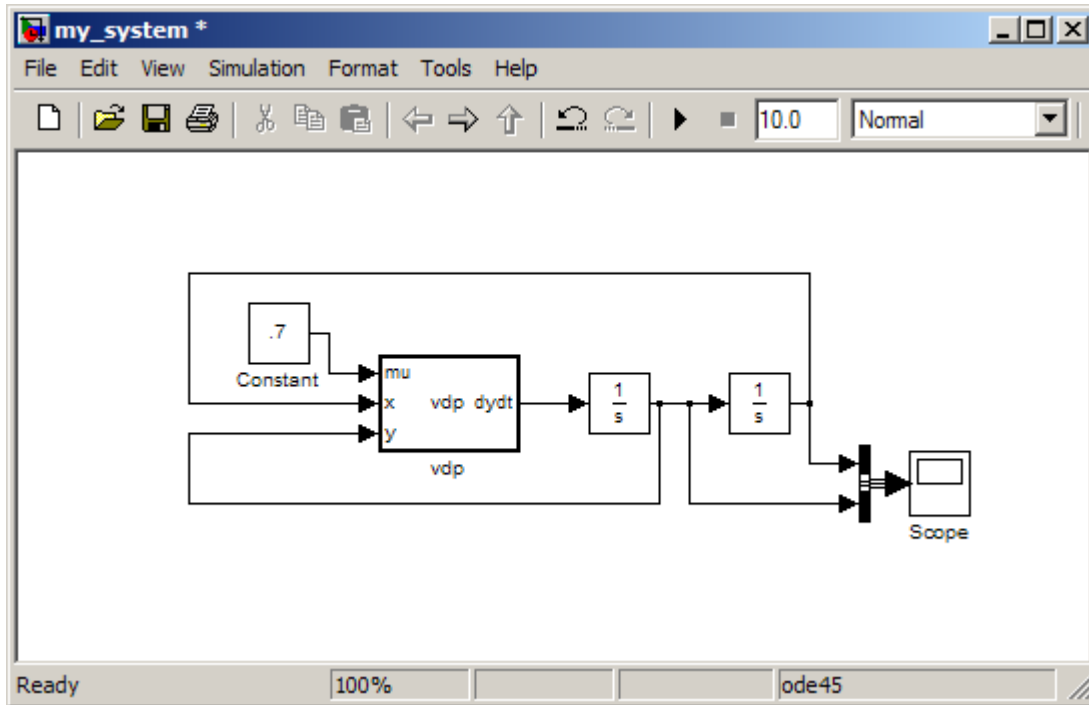 my_system *
File Edit View Simulation Format Tools Help
10.0 Normal
.7
Constant
mu
x vdp dydt
y
vdp
1
s
1
s
Scope
Ready 100% ode45